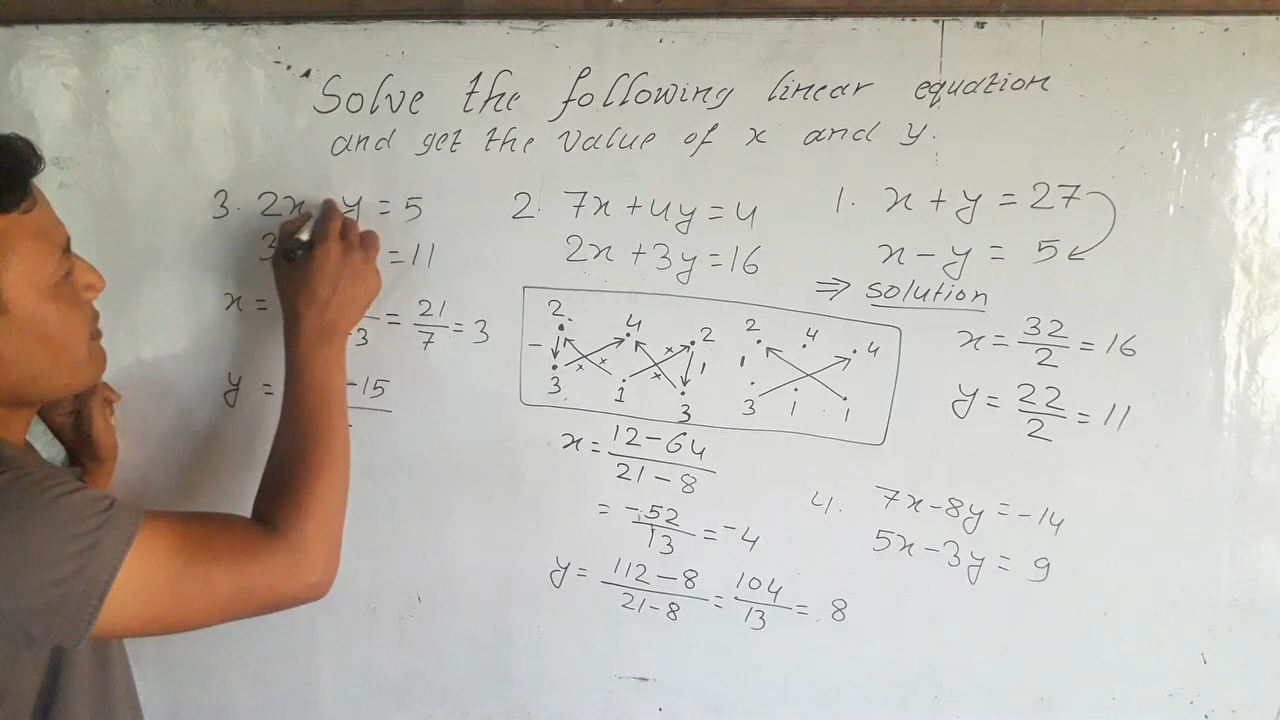 Solve the following linear equation
and get the value of x and y.
3. 2x y = 5
3 = 11
x = -3 = 21/7 = 3
y = -15
2. 7x + 4y = 4
2x + 3y = 16
2 4 2 2 4 4
3 1 3 3 1 1
x = 12 - 64 / 21 - 8
= -52/13 = -4
y = 112 - 8 / 21 - 8 = 104/13 = 8
1. x + y = 27
x - y = 5
⇒ solution
x = 32/2 = 16
y = 22/2 = 11
4. 7x - 8y = -14
5x - 3y = 9